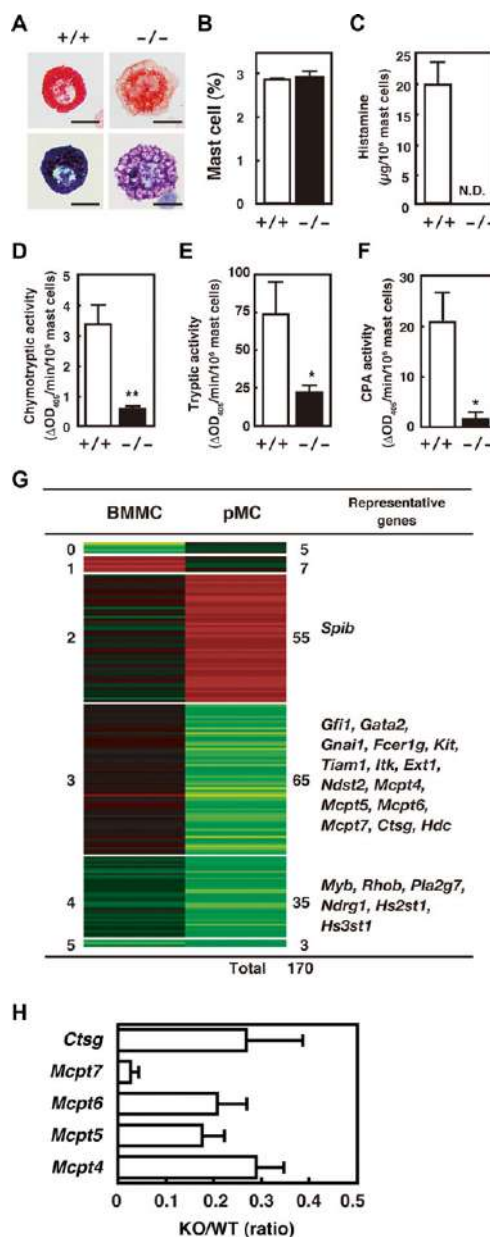 A
+/+ −/−
B
Mast cell (%)
3
2
1
0
+/+ −/−
C
Histamine
(µg/10⁶ mast cells)
25
20
15
10
5
0
N.D.
+/+ −/−
D
Chymotryptic activity
(ΔOD₄₀₅/min/10⁶ mast cells)
5
4
3
2
1
0
**
+/+ −/−
E
Tryptic activity
(ΔOD₄₀₅/min/10⁶ mast cells)
100
75
50
25
0
*
+/+ −/−
F
CPA activity
(ΔOD₄₀₅/min/10⁶ mast cells)
30
20
10
0
*
+/+ −/−
G
BMMC pMC Representative
genes
0 5
1 7
2 55 Spib
3 65
Gfi1, Gata2,
Gnai1, Fcer1g, Kit,
Tiam1, Itk, Ext1,
Ndst2, Mcpt4,
Mcpt5, Mcpt6,
Mcpt7, Ctsg, Hdc
4 35
Myb, Rhob, Pla2g7,
Ndrg1, Hs2st1,
Hs3st1
5 3
Total 170
H
Ctsg
Mcpt7
Mcpt6
Mcpt5
Mcpt4
0 0.1 0.2 0.3 0.4 0.5
KO/WT (ratio)